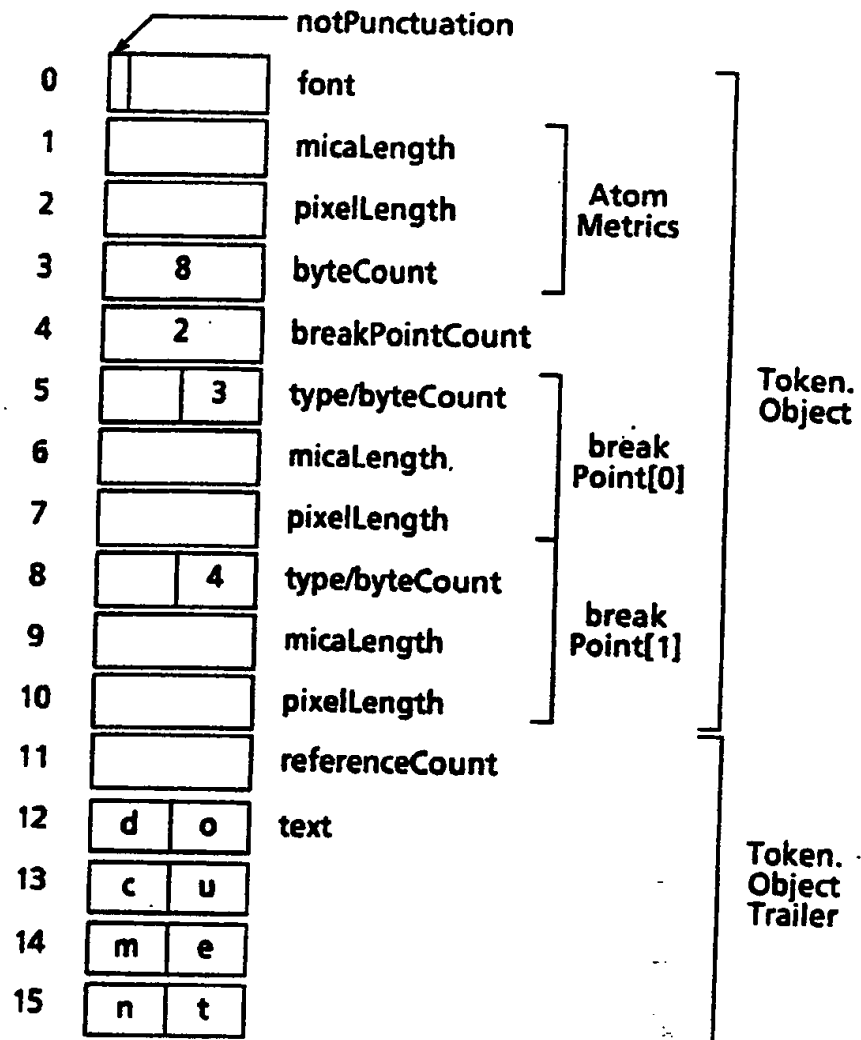 notPunctuation
0 font
1 micaLength
2 pixelLength
Atom
Metrics
3 8 byteCount
4 2 breakPointCount
5 3 type/byteCount
6 micaLength.
7 pixelLength
break
Point[0]
Token.
Object
8 4 type/byteCount
9 micaLength
10 pixelLength
break
Point[1]
11 referenceCount
12 d o text
13 c u
14 m e
15 n t
Token.
Object
Trailer